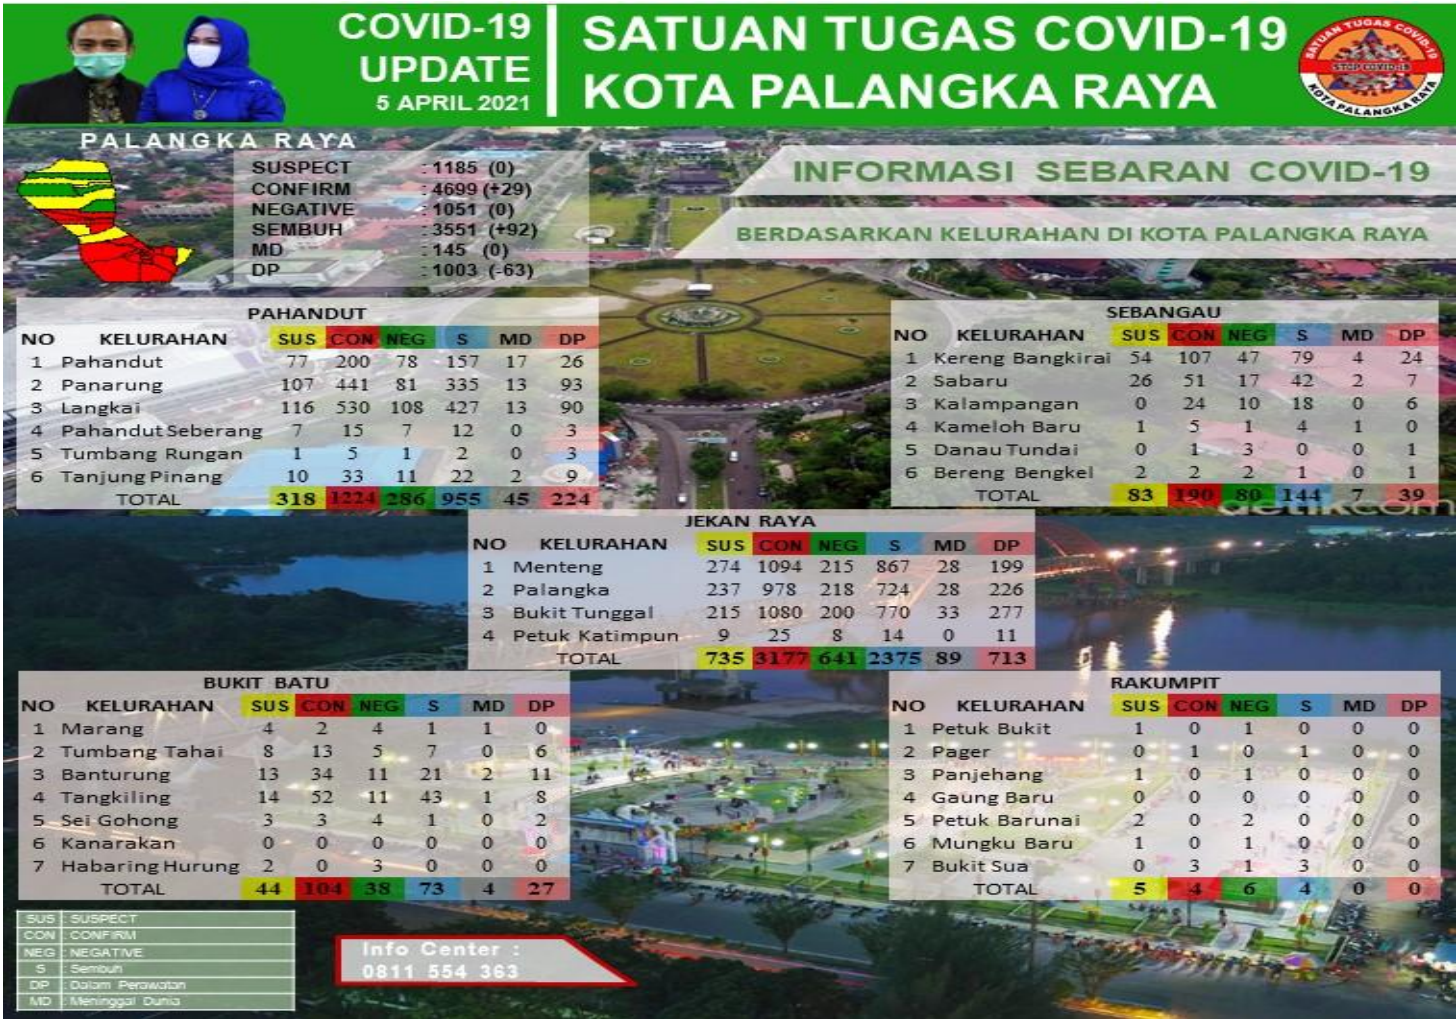 COVID-19
UPDATE
5 APRIL 2021
SATUAN TUGAS COVID-19
KOTA PALANGKA RAYA
SATUAN TUGAS COVID-19
STOP COVID-19
KOTA PALANGKA RAYA
PALANGKA RAYA
SUSPECT : 1185 (0)
CONFIRM : 4699 (+29)
NEGATIVE : 1051 (0)
SEMBUH : 3551 (+92)
MD : 145 (0)
DP : 1003 (-63)
INFORMASI SEBARAN COVID-19
BERDASARKAN KELURAHAN DI KOTA PALANGKA RAYA
PAHANDUT
NO KELURAHAN SUS CON NEG S MD DP
1 Pahandut 77 200 78 157 17 26
2 Panarung 107 441 81 335 13 93
3 Langkai 116 530 108 427 13 90
4 Pahandut Seberang 7 15 7 12 0 3
5 Tumbang Rungan 1 5 1 2 0 3
6 Tanjung Pinang 10 33 11 22 2 9
TOTAL 318 1224 286 955 45 224
SEBANGAU
NO KELURAHAN SUS CON NEG S MD DP
1 Kereng Bangkirai 54 107 47 79 4 24
2 Sabaru 26 51 17 42 2 7
3 Kalampangan 0 24 10 18 0 6
4 Kameloh Baru 1 5 1 4 1 0
5 Danau Tundai 0 1 3 0 0 1
6 Bereng Bengkel 2 2 2 1 0 1
TOTAL 83 190 80 144 7 39
detikcom
JEKAN RAYA
NO KELURAHAN SUS CON NEG S MD DP
1 Menteng 274 1094 215 867 28 199
2 Palangka 237 978 218 724 28 226
3 Bukit Tunggal 215 1080 200 770 33 277
4 Petuk Katimpun 9 25 8 14 0 11
TOTAL 735 3177 641 2375 89 713
BUKIT BATU
NO KELURAHAN SUS CON NEG S MD DP
1 Marang 4 2 4 1 1 0
2 Tumbang Tahai 8 13 5 7 0 6
3 Banturung 13 34 11 21 2 11
4 Tangkiling 14 52 11 43 1 8
5 Sei Gohong 3 3 4 1 0 2
6 Kanarakan 0 0 0 0 0 0
7 Habaring Hurung 2 0 3 0 0 0
TOTAL 44 104 38 73 4 27
RAKUMPIT
NO KELURAHAN SUS CON NEG S MD DP
1 Petuk Bukit 1 0 1 0 0 0
2 Pager 0 1 0 1 0 0
3 Panjehang 1 0 1 0 0 0
4 Gaung Baru 0 0 0 0 0 0
5 Petuk Barunai 2 0 2 0 0 0
6 Mungku Baru 1 0 1 0 0 0
7 Bukit Sua 0 3 1 3 0 0
TOTAL 5 4 6 4 0 0
SUS : SUSPECT
CON : CONFIRM
NEG : NEGATIVE
S : Sembuh
DP : Dalam Perawatan
MD : Meninggal Dunia
Info Center :
0811 554 363